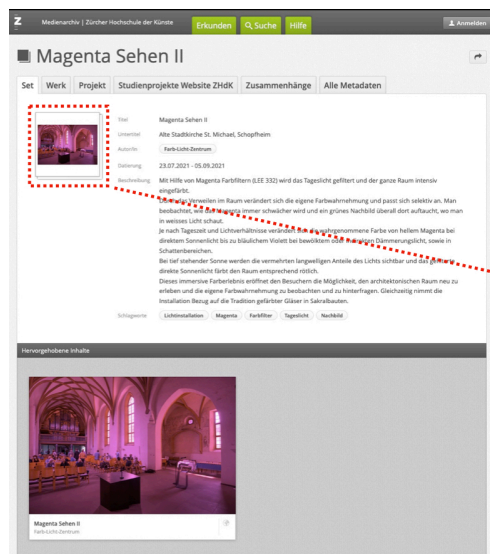 Z Medienarchiv | Zürcher Hochschule der Künste Erkunden Suche Hilfe Anmelden
Magenta Sehen II
Set Werk Projekt Studienprojekte Website ZHdK Zusammenhänge Alle Metadaten
Titel Magenta Sehen II
Untertitel Alte Stadtkirche St. Michael, Schopfheim
Autor/in Farb-Licht-Zentrum
Datierung 23.07.2021 - 05.09.2021
Beschreibung Mit Hilfe von Magenta Farbfiltern (LEE 332) wird das Tageslicht gefiltert und der ganze Raum intensiv
eingefärbt.
Durch das Verweilen im Raum verändert sich die eigene Farbwahrnehmung und passt sich selektiv an. Man
beobachtet, wie das Magenta immer schwächer wird und ein grünes Nachbild überall dort auftaucht, wo man
in weisses Licht schaut.
Je nach Tageszeit und Lichtverhältnisse verändert sich die wahrgenommene Farbe von hellem Magenta bei
direktem Sonnenlicht bis zu bläulichem Violett bei bewölktem oder indirekten Dämmerungslicht, sowie in
Schattenbereichen.
Bei tief stehender Sonne werden die vermehrten langwelligen Anteile des Lichts sichtbar und das gefilterte
direkte Sonnenlicht färbt den Raum entsprechend rötlich.
Dieses immersive Farberlebnis eröffnet den Besuchern die Möglichkeit, den architektonischen Raum neu zu
erleben und die eigene Farbwahrnehmung zu beobachten und zu hinterfragen. Gleichzeitig nimmt die
Installation Bezug auf die Tradition gefärbter Gläser in Sakralbauten.
Schlagworte Lichtinstallation Magenta Farbfilter Tageslicht Nachbild
Hervorgehobene Inhalte
Magenta Sehen II
Farb-Licht-Zentrum